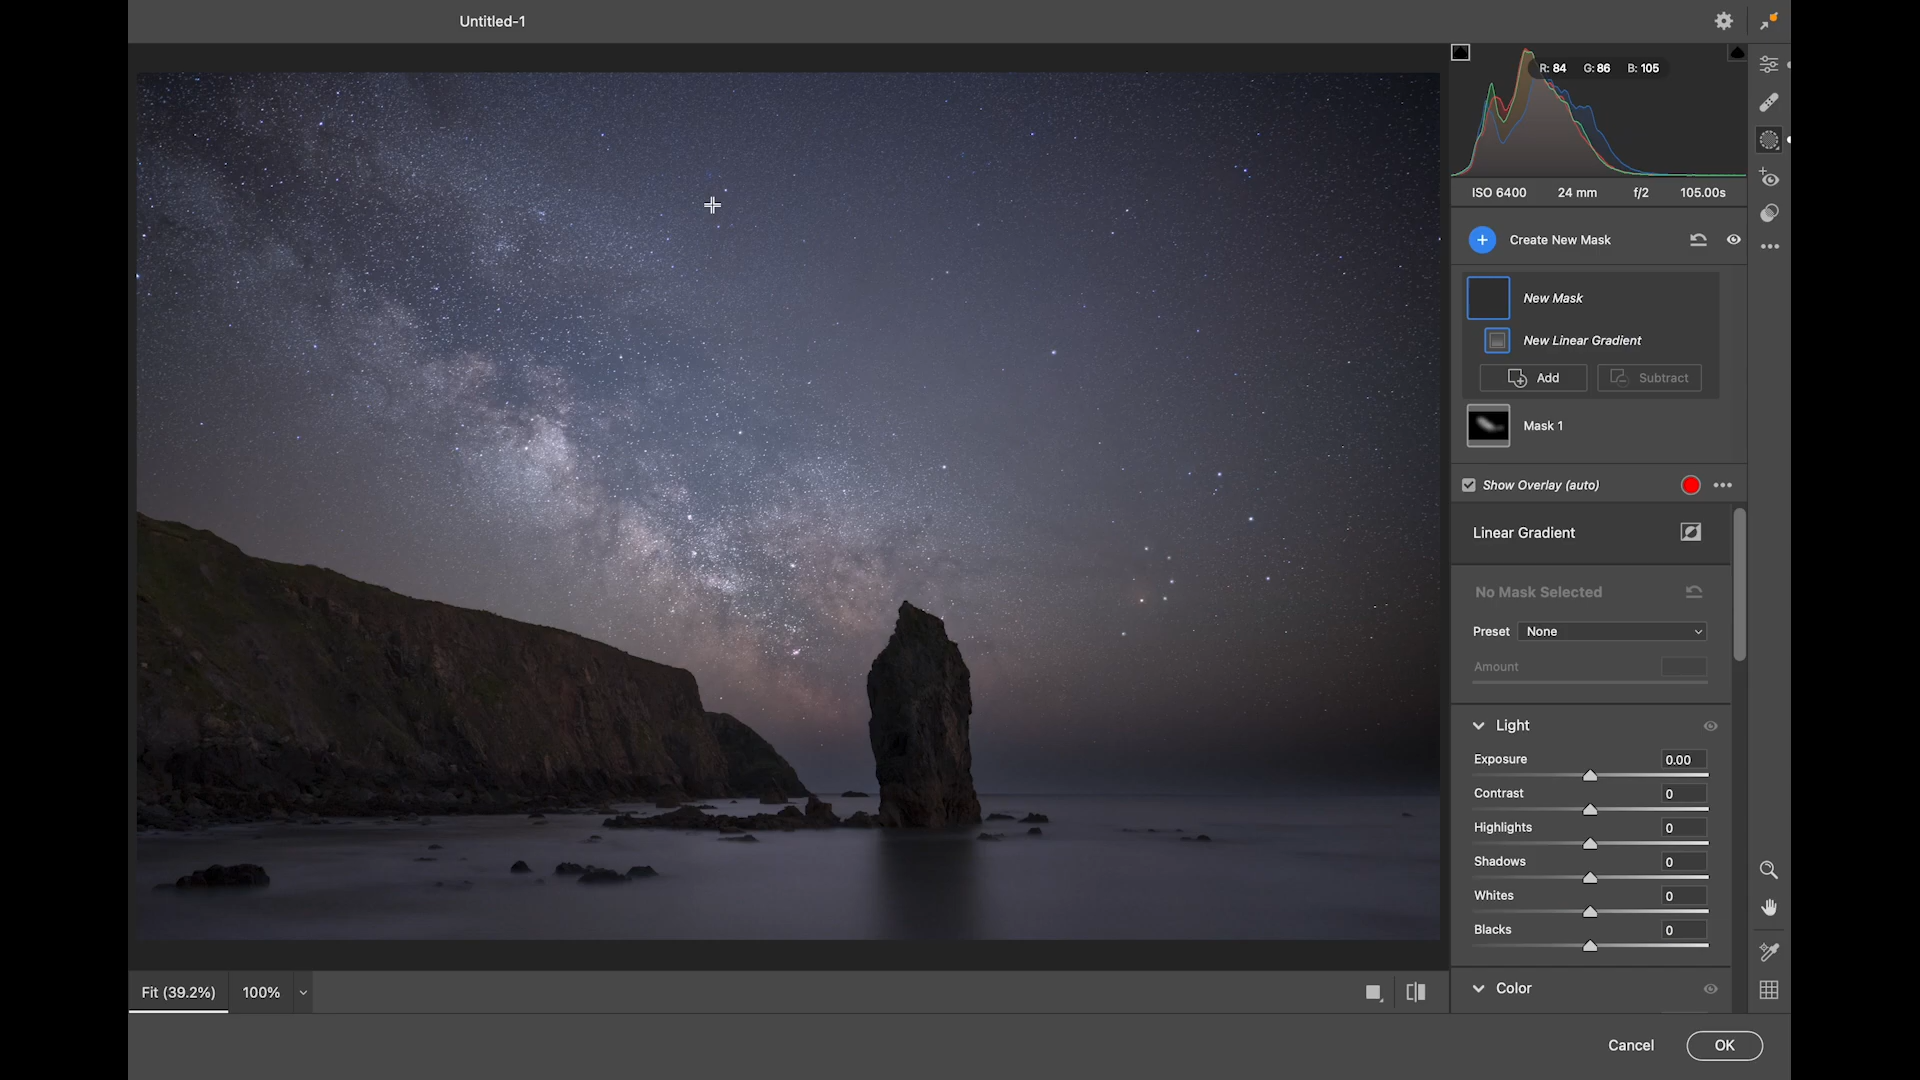 Untitled-1
R: 84 G: 86 B: 105
ISO 6400 24 mm f/2 105.00s
Create New Mask
New Mask
New Linear Gradient
Add Subtract
Mask 1
Show Overlay (auto)
Linear Gradient
No Mask Selected
Preset None
Amount
Light
Exposure 0.00
Contrast 0
Highlights 0
Shadows 0
Whites 0
Blacks 0
Color
Fit (39.2%) 100%
Cancel OK